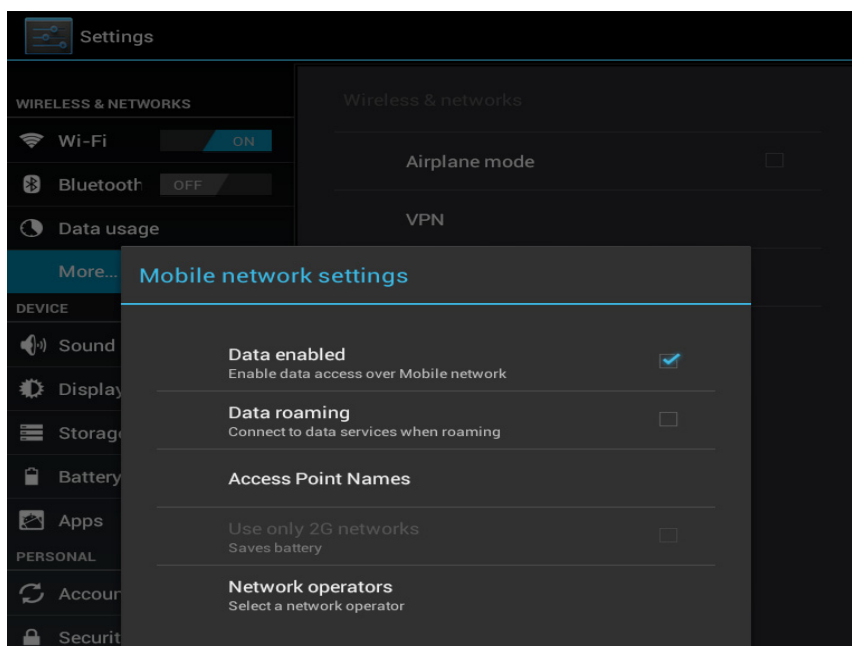 Settings
WIRELESS & NETWORKS
Wi-Fi ON
Bluetooth OFF
Data usage
More...
DEVICE
Sound
Display
Storage
Battery
Apps
PERSONAL
Accoun
Securit
Wireless & networks
Airplane mode
VPN
Mobile network settings
Data enabled
Enable data access over Mobile network
Data roaming
Connect to data services when roaming
Access Point Names
Use only 2G networks
Saves battery
Network operators
Select a network operator